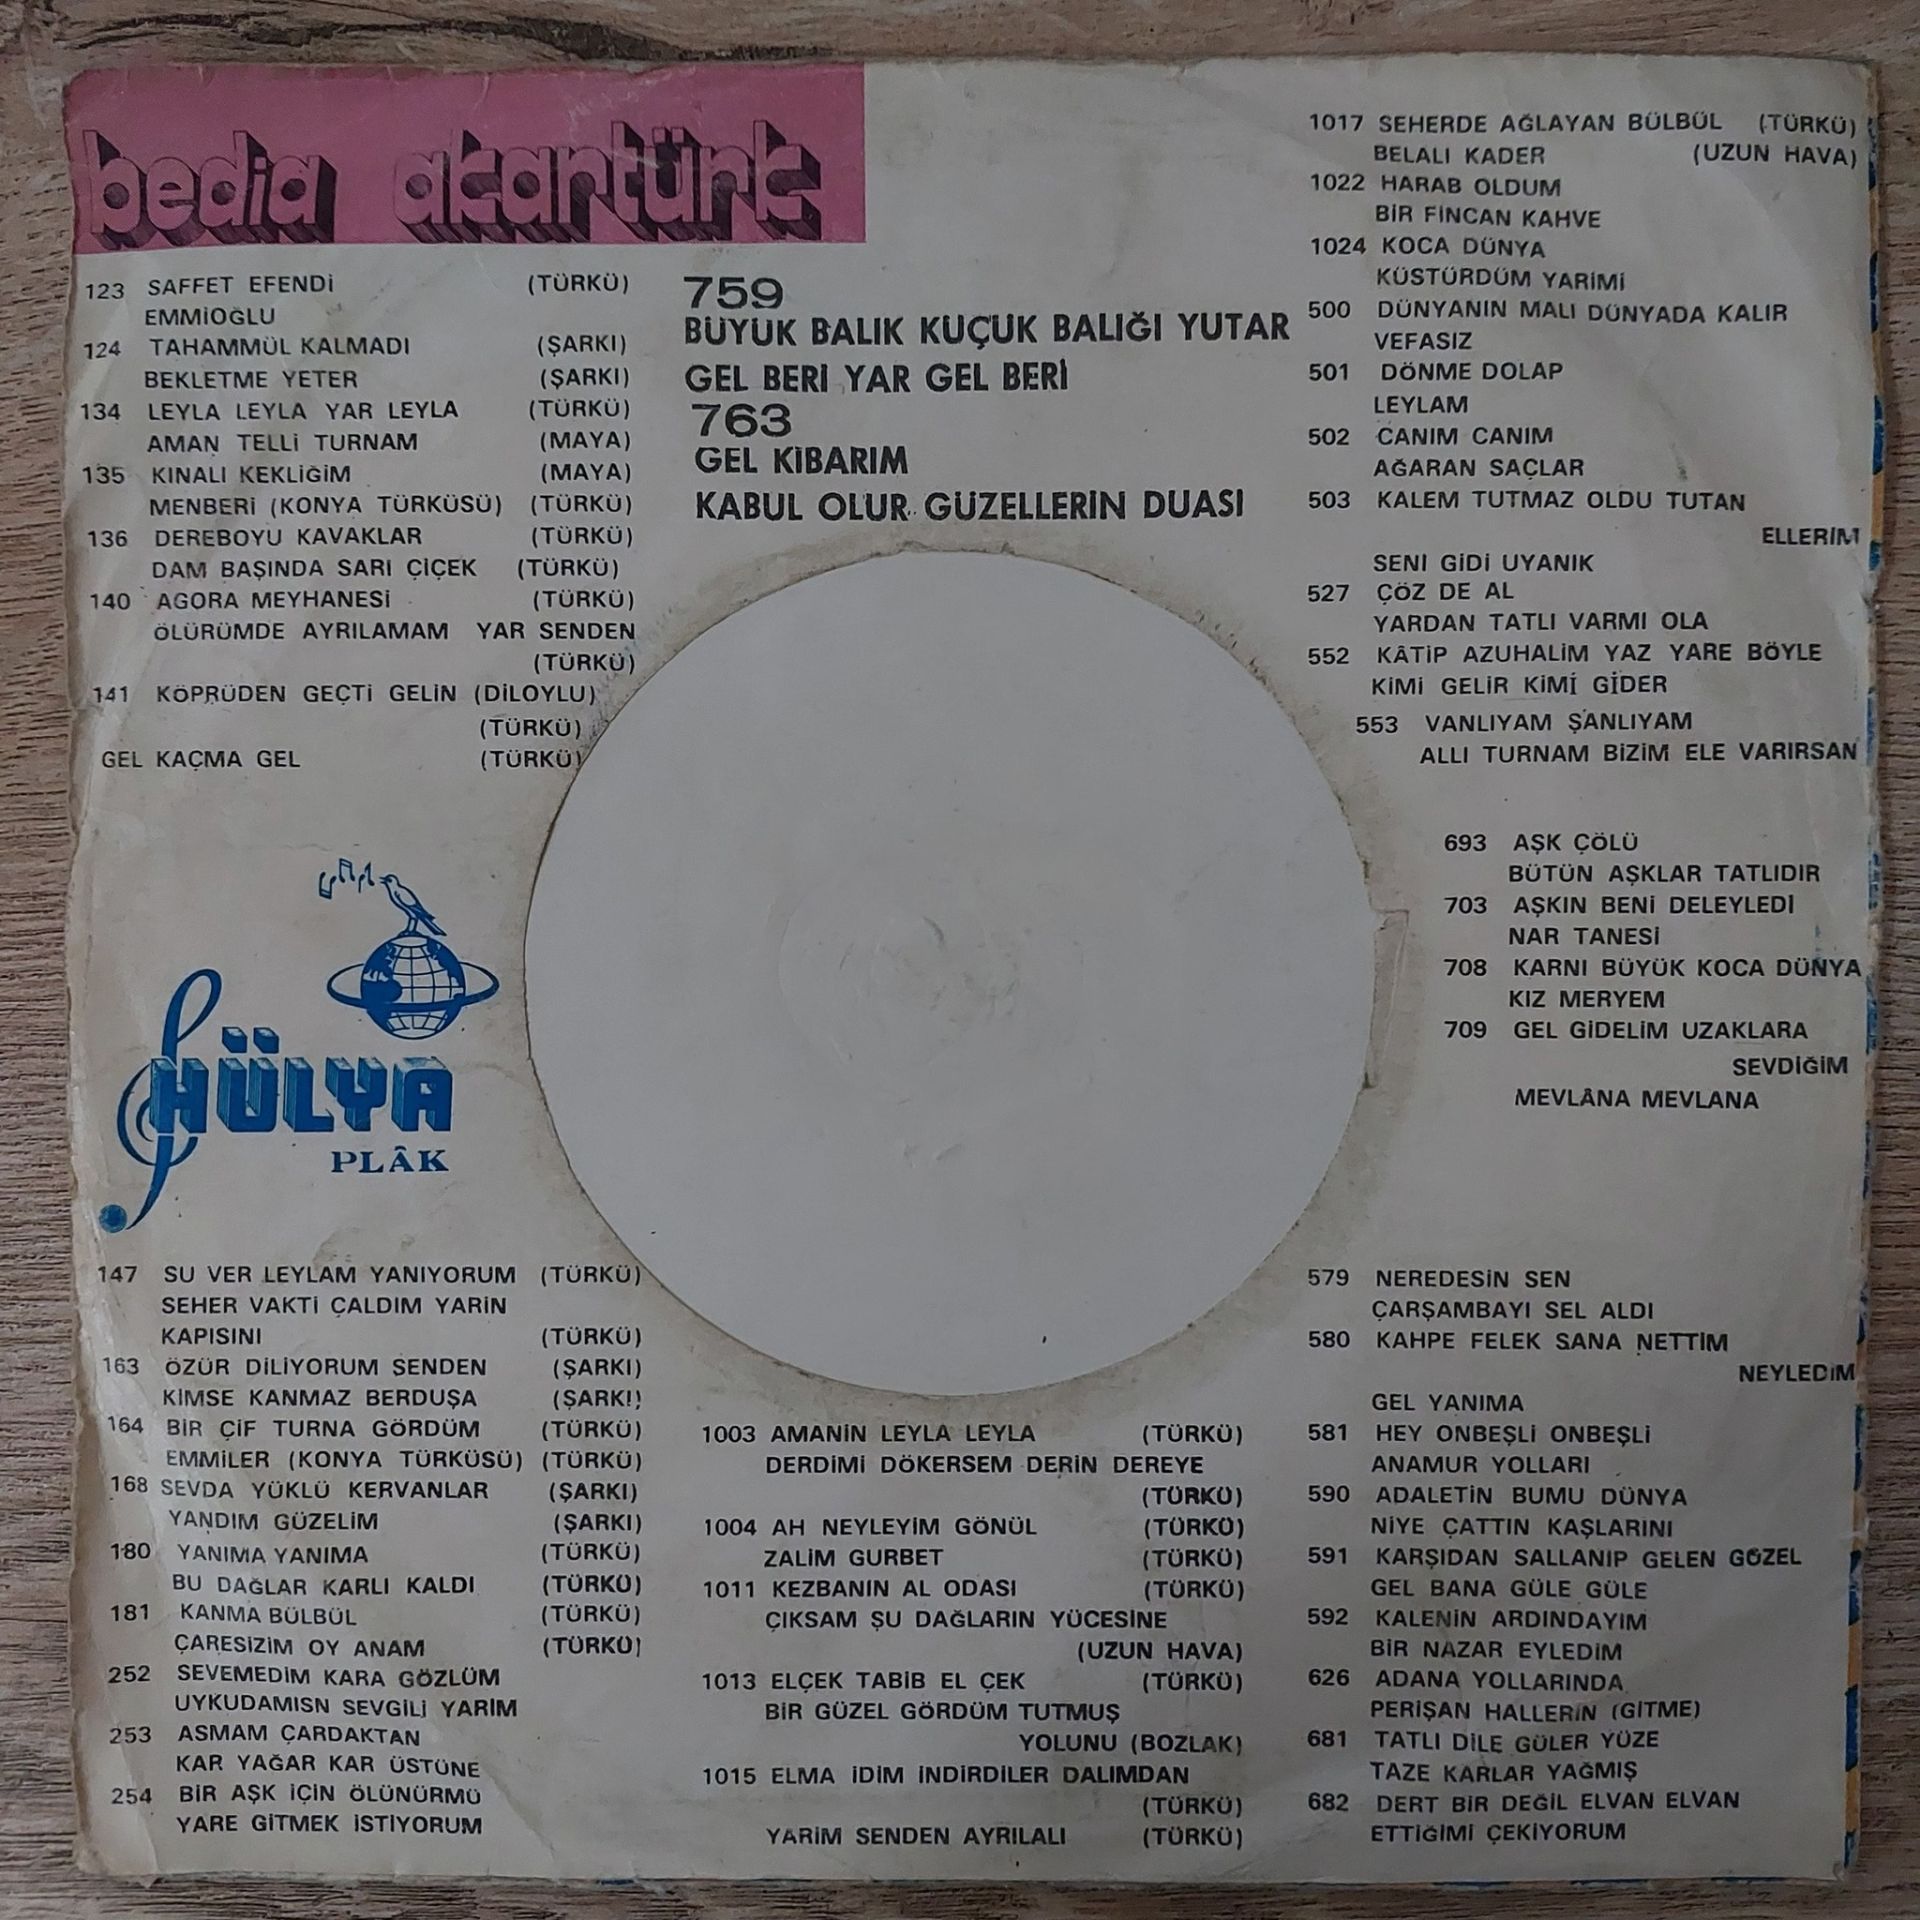 bedia akartürk
123 SAFFET EFENDİ (TÜRKÜ)
EMMİOĞLU
124 TAHAMMÜL KALMADI (ŞARKI)
BEKLETME YETER (ŞARKI)
134 LEYLA LEYLA YAR LEYLA (TÜRKÜ)
AMAN TELLİ TURNAM (MAYA)
135 KINALI KEKLİĞİM (MAYA)
MENBERİ (KONYA TÜRKÜSÜ) (TÜRKÜ)
136 DEREBOYU KAVAKLAR (TÜRKÜ)
DAM BAŞINDA SARI ÇİÇEK (TÜRKÜ)
140 AGORA MEYHANESİ (TÜRKÜ)
ÖLÜRÜMDE AYRILAMAM YAR SENDEN
(TÜRKÜ)
141 KÖPRÜDEN GEÇTİ GELİN (DİLOYLU)
(TÜRKÜ)
GEL KAÇMA GEL (TÜRKÜ)
HÜLYA
PLÂK
147 SU VER LEYLAM YANIYORUM (TÜRKÜ)
SEHER VAKTİ ÇALDIM YARİN
KAPISINI (TÜRKÜ)
163 ÖZÜR DİLİYORUM SENDEN (ŞARKI)
KİMSE KANMAZ BERDUŞA (ŞARKI)
164 BİR ÇİF TURNA GÖRDÜM (TÜRKÜ)
EMMİLER (KONYA TÜRKÜSÜ) (TÜRKÜ)
168 SEVDA YÜKLÜ KERVANLAR (ŞARKI)
YANDIM GÜZELİM (ŞARKI)
180 YANIMA YANIMA (TÜRKÜ)
BU DAĞLAR KARLI KALDI (TÜRKÜ)
181 KANMA BÜLBÜL (TÜRKÜ)
ÇARESİZİM OY ANAM (TÜRKÜ)
252 SEVEMEDİM KARA GÖZLÜM
UYKUDAMISN SEVGİLİ YARİM
253 ASMAM ÇARDAKTAN
KAR YAĞAR KAR ÜSTÜNE
254 BİR AŞK İÇİN ÖLÜNÜRMÜ
YARE GİTMEK İSTİYORUM
759
BÜYÜK BALIK KÜÇÜK BALIĞI YUTAR
GEL BERİ YAR GEL BERİ
763
GEL KİBARIM
KABUL OLUR GÜZELLERİN DUASI
1003 AMANİN LEYLA LEYLA (TÜRKÜ)
DERDİMİ DÖKERSEM DERİN DEREYE
(TÜRKÜ)
1004 AH NEYLEYİM GÖNÜL (TÜRKÜ)
ZALİM GURBET (TÜRKÜ)
1011 KEZBANIN AL ODASI (TÜRKÜ)
ÇIKSAM ŞU DAĞLARIN YÜCESİNE
(UZUN HAVA)
1013 ELÇEK TABİB EL ÇEK (TÜRKÜ)
BİR GÜZEL GÖRDÜM TUTMUŞ
YOLUNU (BOZLAK)
1015 ELMA İDİM İNDİRDİLER DALIMDAN
(TÜRKÜ)
YARİM SENDEN AYRILALI (TÜRKÜ)
1017 SEHERDE AĞLAYAN BÜLBÜL (TÜRKÜ)
BELALI KADER (UZUN HAVA)
1022 HARAB OLDUM
BİR FİNCAN KAHVE
1024 KOCA DÜNYA
KÜSTÜRDÜM YARİMİ
500 DÜNYANIN MALI DÜNYADA KALIR
VEFASIZ
501 DÖNME DOLAP
LEYLAM
502 CANIM CANIM
AĞARAN SAÇLAR
503 KALEM TUTMAZ OLDU TUTAN
ELLERİM
SENİ GİDİ UYANIK
527 ÇÖZ DE AL
YARDAN TATLI VARMI OLA
552 KÂTİP AZUHALİM YAZ YARE BÖYLE
KİMİ GELİR KİMİ GİDER
553 VANLIYAM ŞANLIYAM
ALLI TURNAM BİZİM ELE VARIRSAN
693 AŞK ÇÖLÜ
BÜTÜN AŞKLAR TATLIDIR
703 AŞKIN BENİ DELEYLEDİ
NAR TANESİ
708 KARNI BÜYÜK KOCA DÜNYA
KIZ MERYEM
709 GEL GİDELİM UZAKLARA
SEVDİĞİM
MEVLÂNA MEVLANA
579 NEREDESİN SEN
ÇARŞAMBAYI SEL ALDI
580 KAHPE FELEK SANA NETTİM
NEYLEDİM
GEL YANIMA
581 HEY ONBEŞLİ ONBEŞLİ
ANAMUR YOLLARI
590 ADALETİN BUMU DÜNYA
NİYE ÇATTIN KAŞLARINI
591 KARŞIDAN SALLANIP GELEN GÖZEL
GEL BANA GÜLE GÜLE
592 KALENİN ARDINDAYIM
BİR NAZAR EYLEDİM
626 ADANA YOLLARINDA
PERİŞAN HALLERİN (GİTME)
681 TATLI DİLE GÜLER YÜZE
TAZE KARLAR YAĞMIŞ
682 DERT BİR DEĞİL ELVAN ELVAN
ETTİĞİMİ ÇEKİYORUM